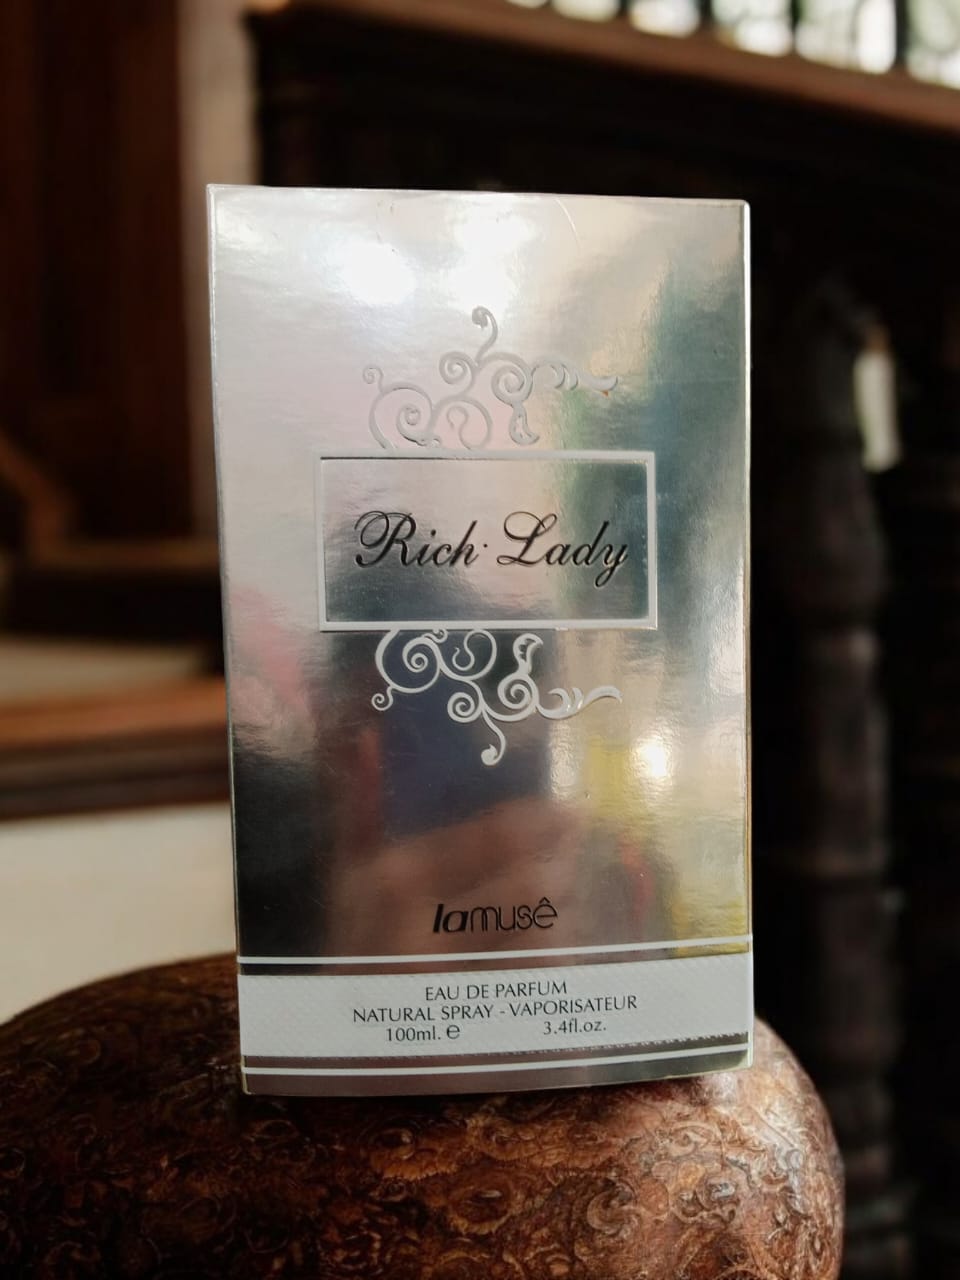 Rich Lady
lamusê
EAU DE PARFUM
NATURAL SPRAY - VAPORISATEUR
100ml. e 3.4fl.oz.